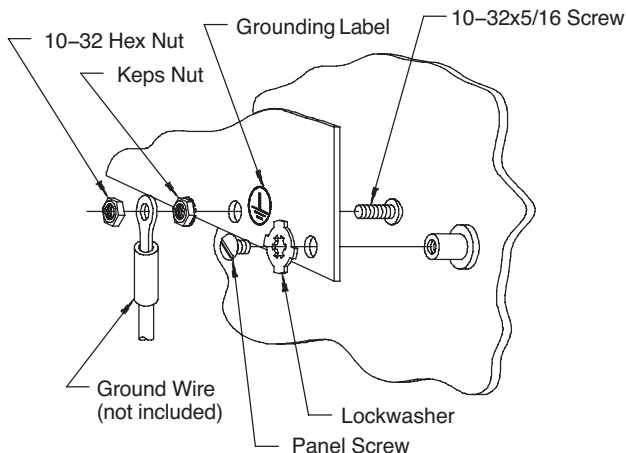 10–32 Hex Nut
Keps Nut
Grounding Label
10–32x5/16 Screw
Ground Wire
(not included)
Lockwasher
Panel Screw